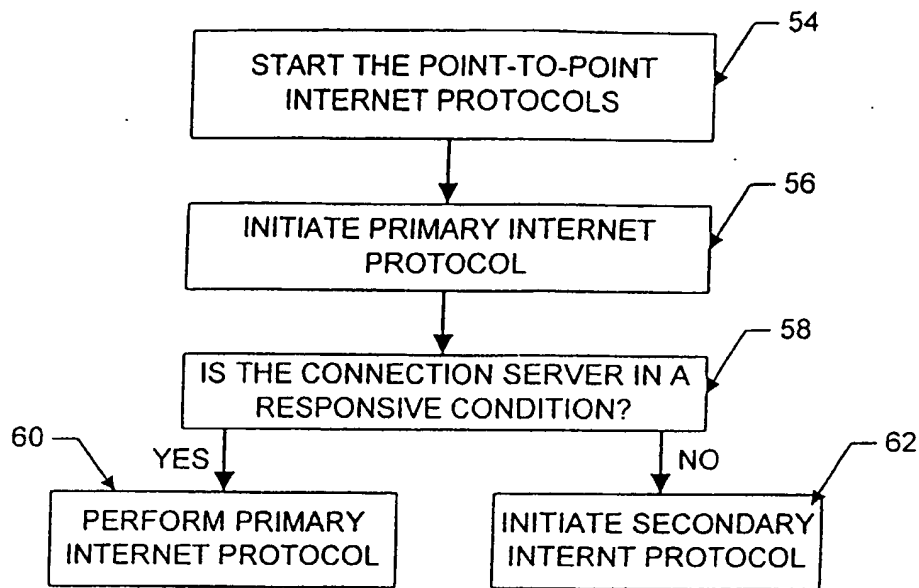 54
START THE POINT-TO-POINT
INTERNET PROTOCOLS
56
INITIATE PRIMARY INTERNET
PROTOCOL
58
IS THE CONNECTION SERVER IN A
RESPONSIVE CONDITION?
60
YES
NO
62
PERFORM PRIMARY
INTERNET PROTOCOL
INITIATE SECONDARY
INTERNT PROTOCOL